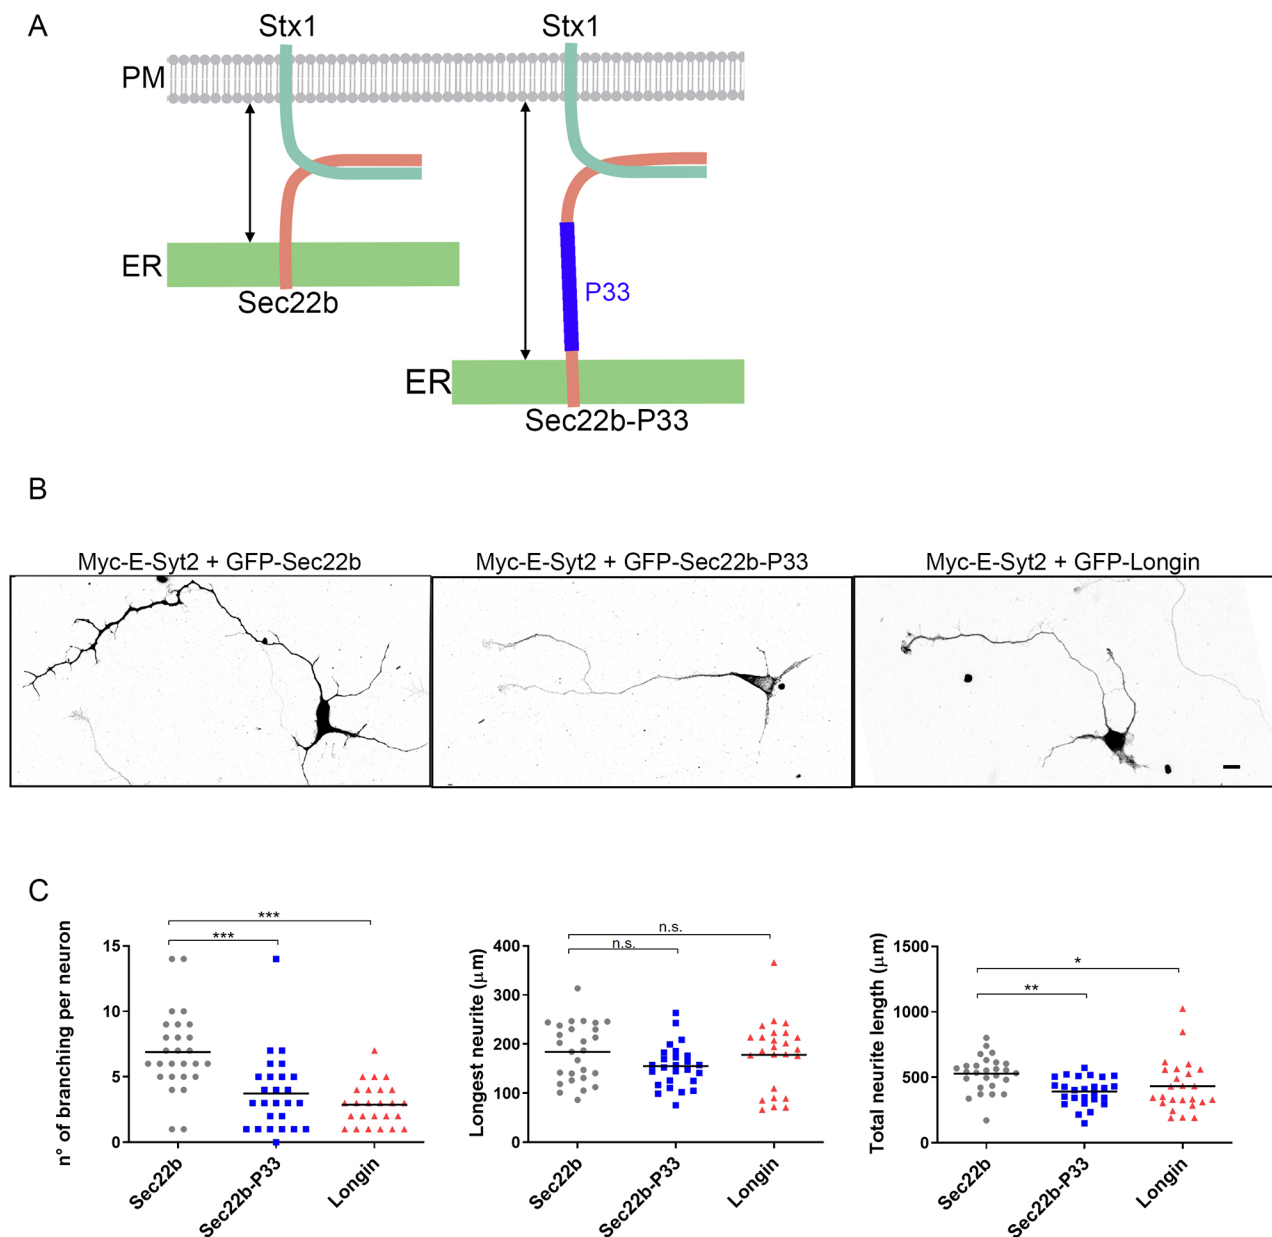 A
Stx1
Stx1
PM
ER
Sec22b
P33
ER
Sec22b-P33
B
Myc-E-Syt2 + GFP-Sec22b
Myc-E-Syt2 + GFP-Sec22b-P33
Myc-E-Syt2 + GFP-Longin
C
n° of branching per neuron
15
10
5
0
***
***
Sec22b
Sec22b-P33
Longin
Longest neurite (μm)
400
300
200
100
0
n.s.
n.s.
Sec22b
Sec22b-P33
Longin
Total neurite length (μm)
1500
1000
500
0
*
**
Sec22b
Sec22b-P33
Longin